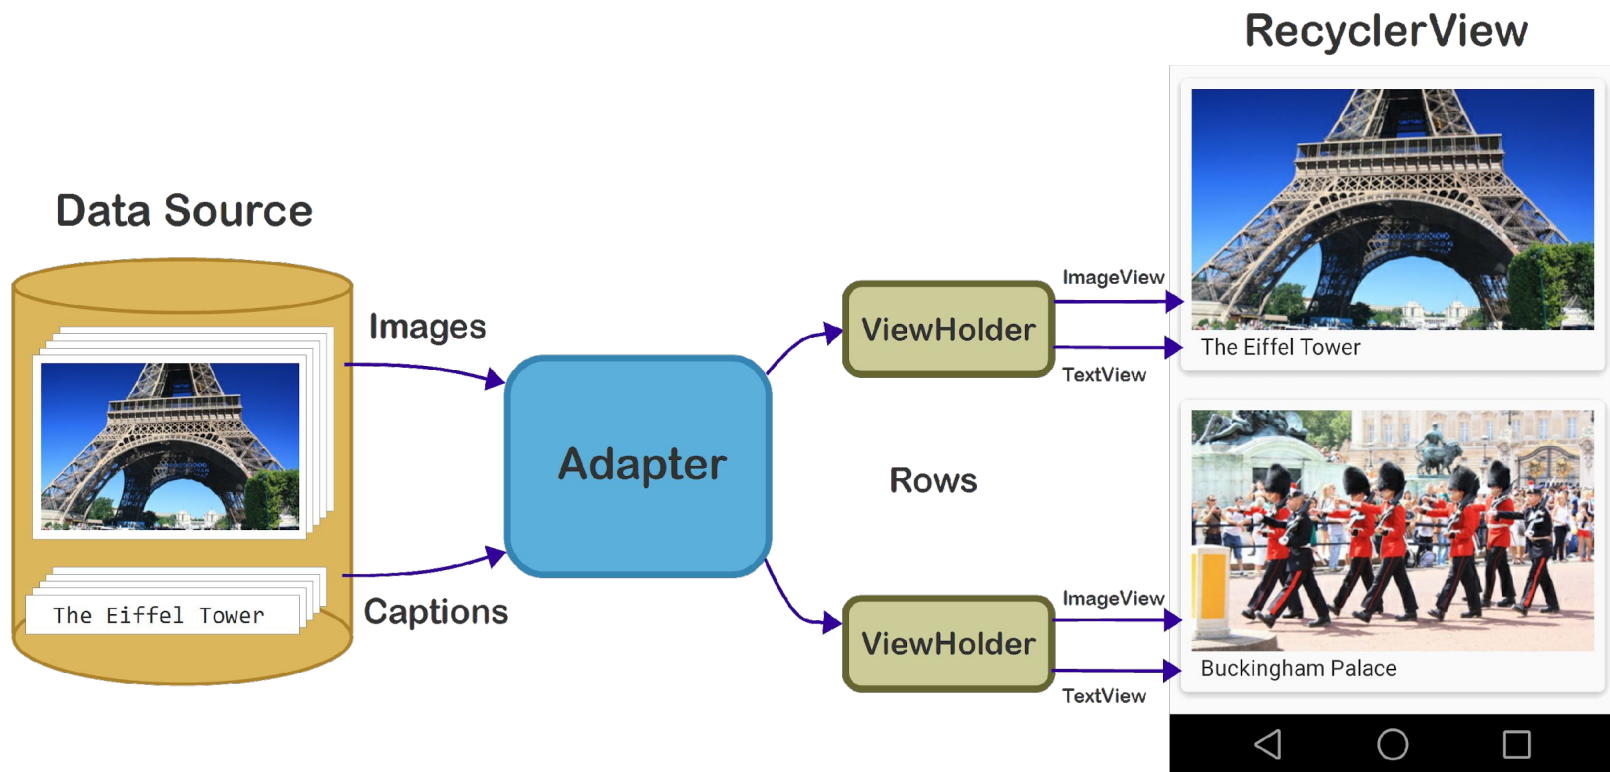 RecyclerView
Data Source
Images
The Eiffel Tower
Captions
Adapter
Rows
ViewHolder
ImageView
TextView
The Eiffel Tower
ViewHolder
ImageView
TextView
Buckingham Palace